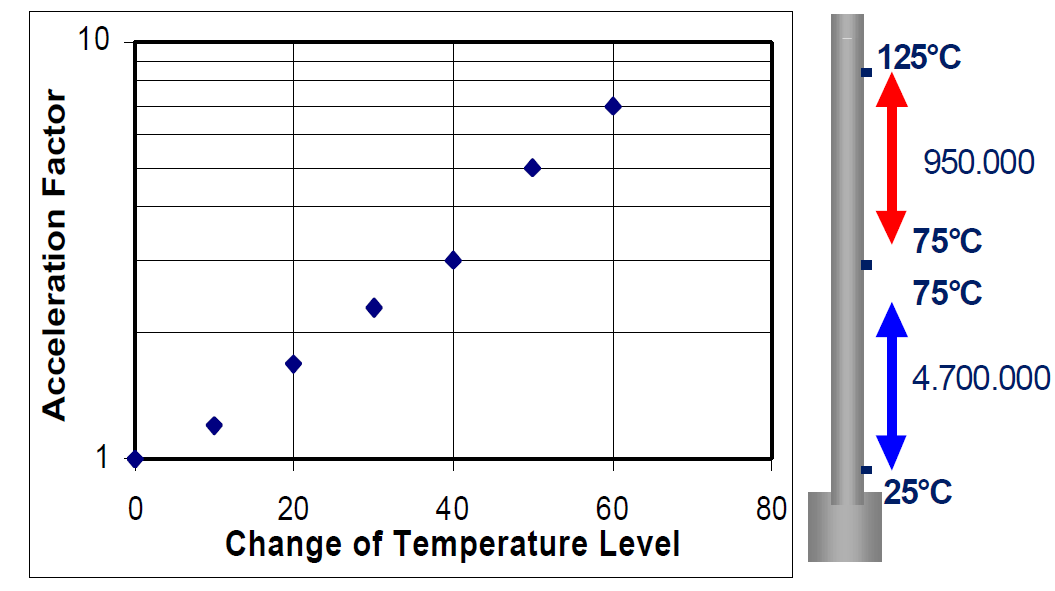 10
1
Acceleration Factor
0 20 40 60 80
Change of Temperature Level
125°C
950.000
75°C
75°C
4.700.000
25°C